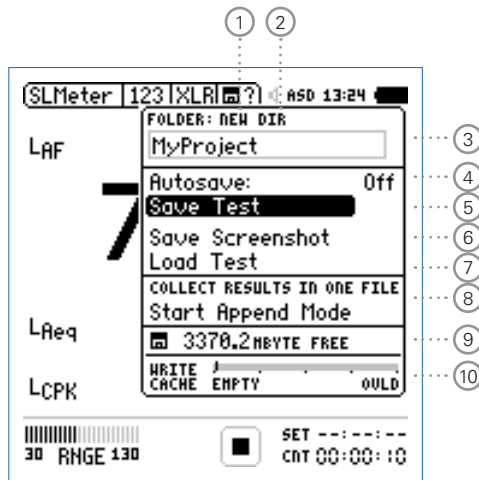 1 2
SLMeter 123 XLR ? ASD 13:24
FOLDER: NEW DIR
MyProject
3
LAF
Autosave: Off
4
7
Save Test
5
Save Screenshot
6
Load Test
7
COLLECT RESULTS IN ONE FILE
8
Start Append Mode
LAeq
3370.2 MBYTE FREE
9
WRITE CACHE
EMPTY OVLD
10
LCPK
30 RNGE 130
SET --:--:--
CNT 00:00:10